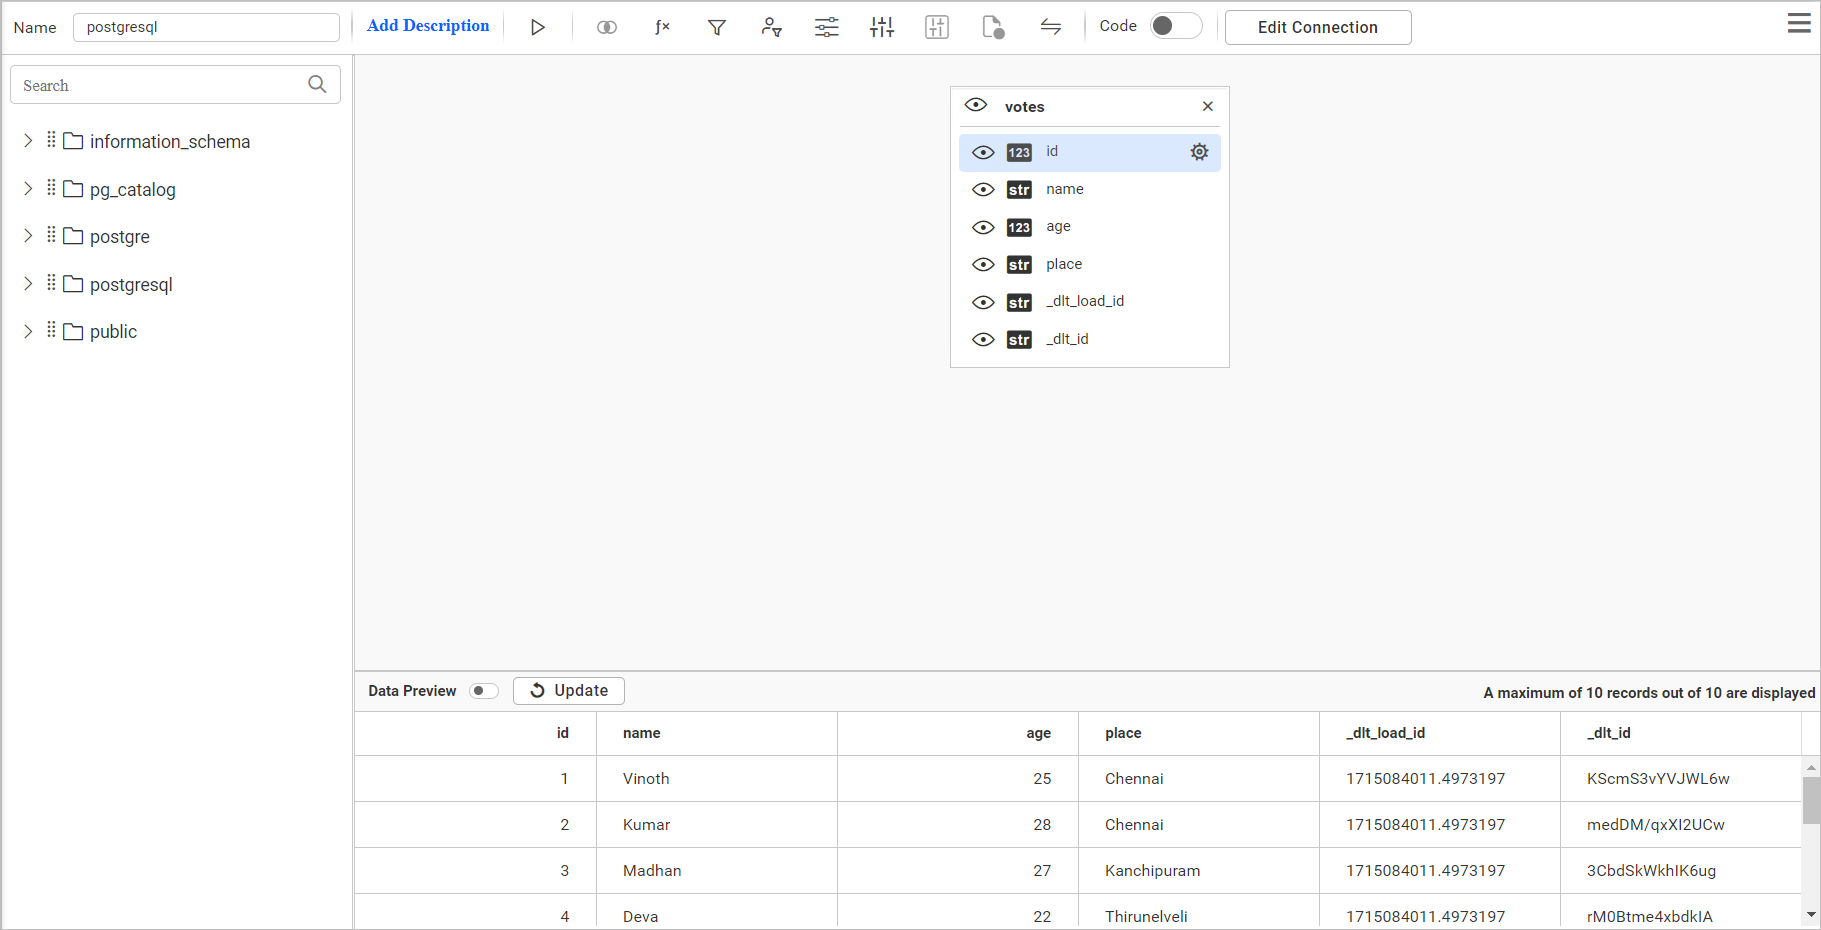 Name postgresql Add Description ƒx Code Edit Connection
Search
information_schema
pg_catalog
postgre
postgresql
public
votes
123 id
str name
123 age
str place
str _dlt_load_id
str _dlt_id
Data Preview Update A maximum of 10 records out of 10 are displayed
id name age place _dlt_load_id _dlt_id
1 Vinoth 25 Chennai 1715084011.4973197 KScmS3vYVJWL6w
2 Kumar 28 Chennai 1715084011.4973197 medDM/qxXI2UCw
3 Madhan 27 Kanchipuram 1715084011.4973197 3CbdSkWkhIK6ug
4 Deva 22 Thirunelveli 1715084011.4973197 rM0Btme4xbdkIA